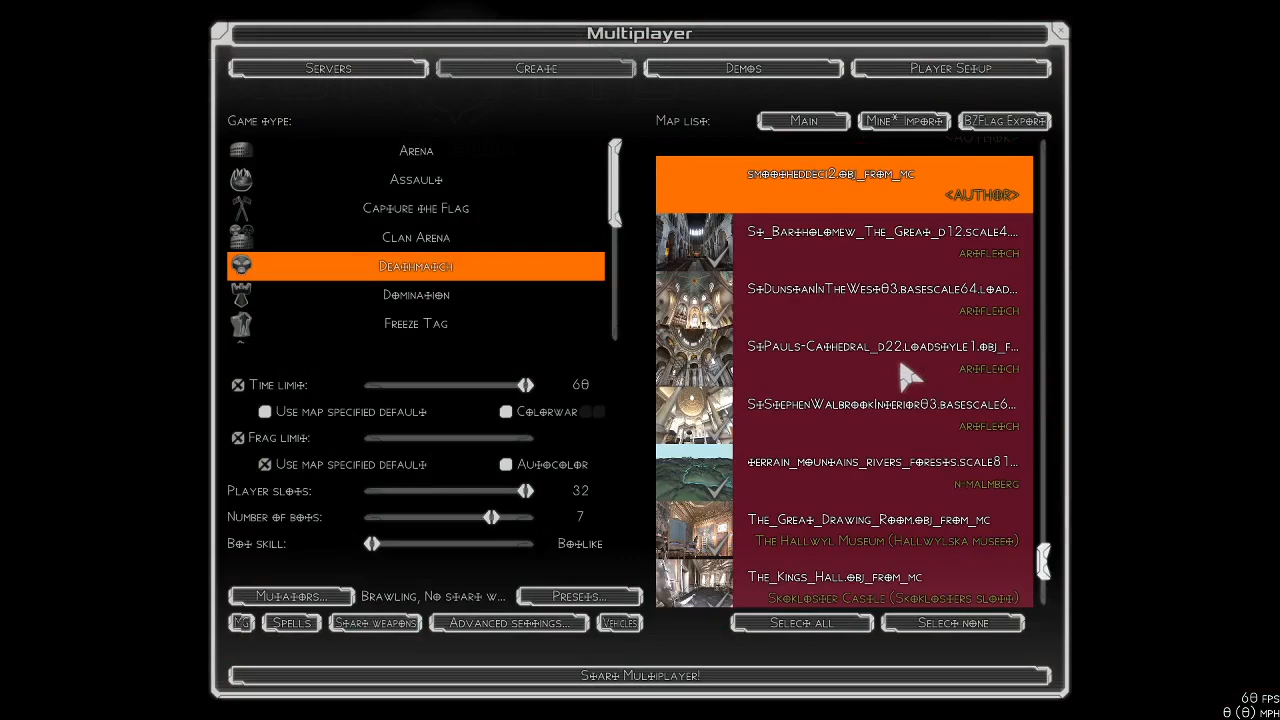 Multiplayer
Servers
Create
Demos
Player Setup
Game type:
Map list:
Main
Mine* Import
BZFlag Export
<AUTHOR>
Arena
Assault
Capture the Flag
Clan Arena
Deathmatch
Domination
Freeze Tag
smootheddeci2.obj_from_mc
<AUTHOR>
St_Bartholomew_The_Great_d12.scale4....
Artfletch
StDunstanInTheWest03.basescale64.load...
Artfletch
StPauls-Cathedral_d22.loadstyle1.obj_f...
Artfletch
StStephenWalbrookInterior03.basescale6...
Artfletch
terrain_mountains_rivers_forests.scale81...
n-malmberg
The_Great_Drawing_Room.obj_from_mc
The Hallwyl Museum (Hallwylska museet)
The_Kings_Hall.obj_from_mc
Skokloster Castle (Skoklosters slott)
Time limit:
60
Use map specified default
Colorwar
Frag limit:
Use map specified default
Autocolor
Player slots:
32
Number of bots:
7
Bot skill:
Botlike
Mutators...
Brawling, No start w...
Presets...
MG
Spells
Start weapons
Advanced settings...
Vehicles
Select all
Select none
Start Multiplayer!
60 FPS
0 (0) MPH